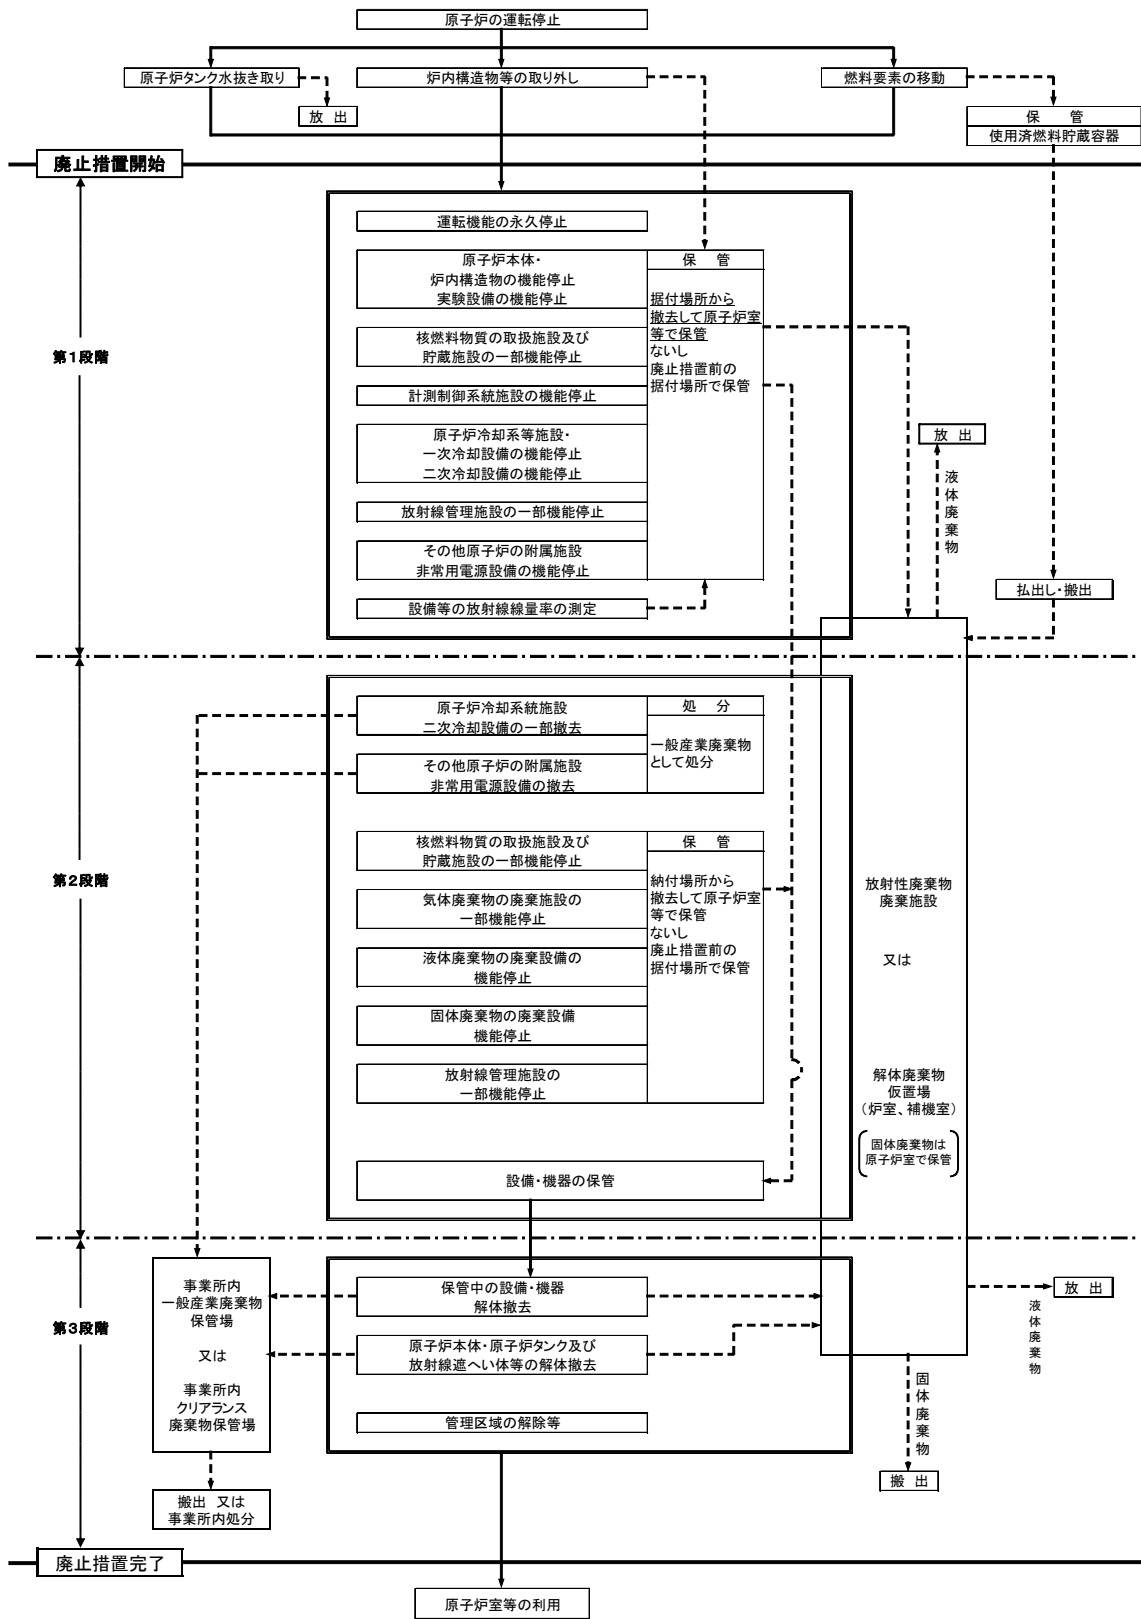 原子炉の運転停止
原子炉タンク水抜き取り
炉内構造物等の取り外し
燃料要素の移動
放 出
保 管
使用済燃料貯蔵容器
廃止措置開始
第1段階
運転機能の永久停止
原子炉本体・
炉内構造物の機能停止
実験設備の機能停止
核燃料物質の取扱施設及び
貯蔵施設の一部機能停止
計測制御系統施設の機能停止
原子炉冷却系等施設・
一次冷却設備の機能停止
二次冷却設備の機能停止
放射線管理施設の一部機能停止
その他原子炉の附属施設
非常用電源設備の機能停止
設備等の放射線線量率の測定
保 管
据付場所から
撤去して原子炉室
等で保管
ないし
廃止措置前の
据付場所で保管
放 出
液体廃棄物
払出し・搬出
第2段階
原子炉冷却系統施設
二次冷却設備の一部撤去
その他原子炉の附属施設
非常用電源設備の撤去
処 分
一般産業廃棄物
として処分
核燃料物質の取扱施設及び
貯蔵施設の一部機能停止
気体廃棄物の廃棄施設の
一部機能停止
液体廃棄物の廃棄設備の
機能停止
固体廃棄物の廃棄設備
機能停止
放射線管理施設の
一部機能停止
保 管
納付場所から
撤去して原子炉室
等で保管
ないし
廃止措置前の
据付場所で保管
設備・機器の保管
放射性廃棄物
廃棄施設
又は
解体廃棄物
仮置場
(炉室、補機室)
固体廃棄物は
原子炉室で保管
第3段階
事業所内
一般産業廃棄物
保管場
又は
事業所内
クリアランス
廃棄物保管場
搬出 又は
事業所内処分
保管中の設備・機器
解体撤去
原子炉本体・原子炉タンク及び
放射線遮へい体等の解体撤去
管理区域の解除等
放 出
液体廃棄物
固体廃棄物
搬 出
廃止措置完了
原子炉室等の利用